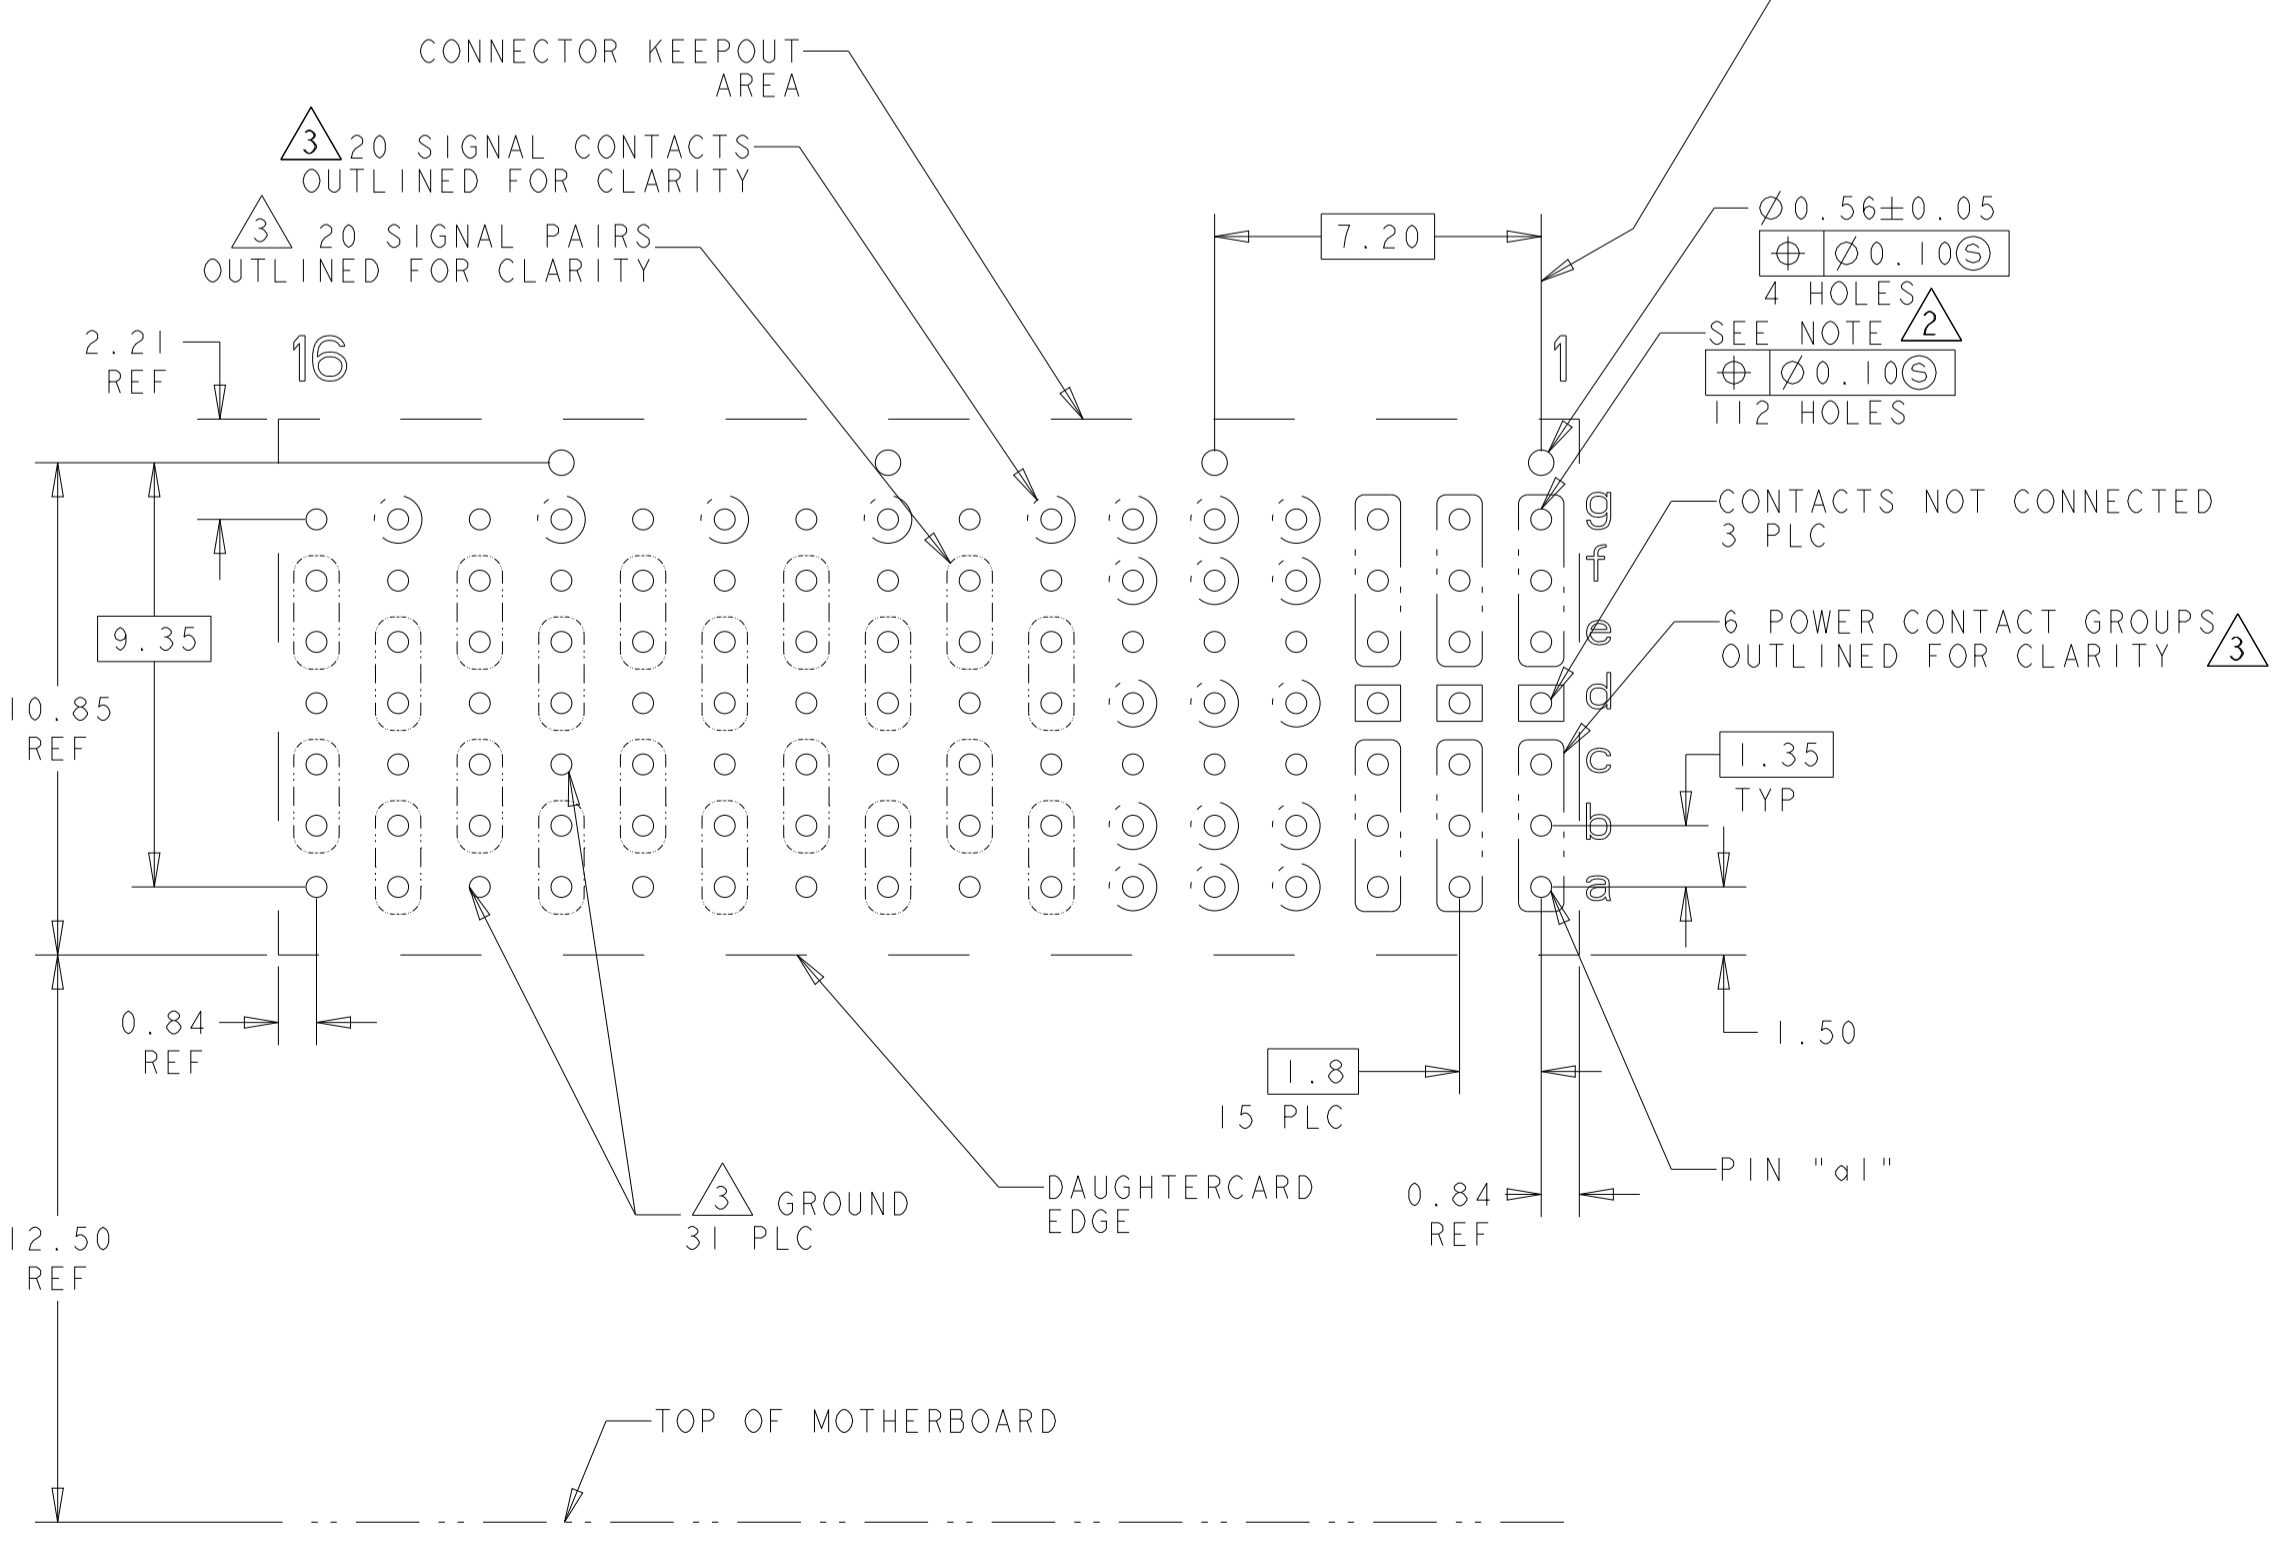 CONNECTOR KEEPOUT
AREA
3 20 SIGNAL CONTACTS
OUTLINED FOR CLARITY
3 20 SIGNAL PAIRS
OUTLINED FOR CLARITY
7.20
Ø0.56±0.05
⌖ Ø0.10Ⓢ
4 HOLES
SEE NOTE 2
⌖ Ø0.10Ⓢ
112 HOLES
2.21
REF
16
1
g
f
e
d
c
b
a
CONTACTS NOT CONNECTED
3 PLC
6 POWER CONTACT GROUPS
OUTLINED FOR CLARITY 3
9.35
10.85
REF
1.35
TYP
0.84
REF
1.50
1.8
15 PLC
PIN "a1"
3 GROUND
31 PLC
DAUGHTERCARD
EDGE
0.84
REF
12.50
REF
TOP OF MOTHERBOARD